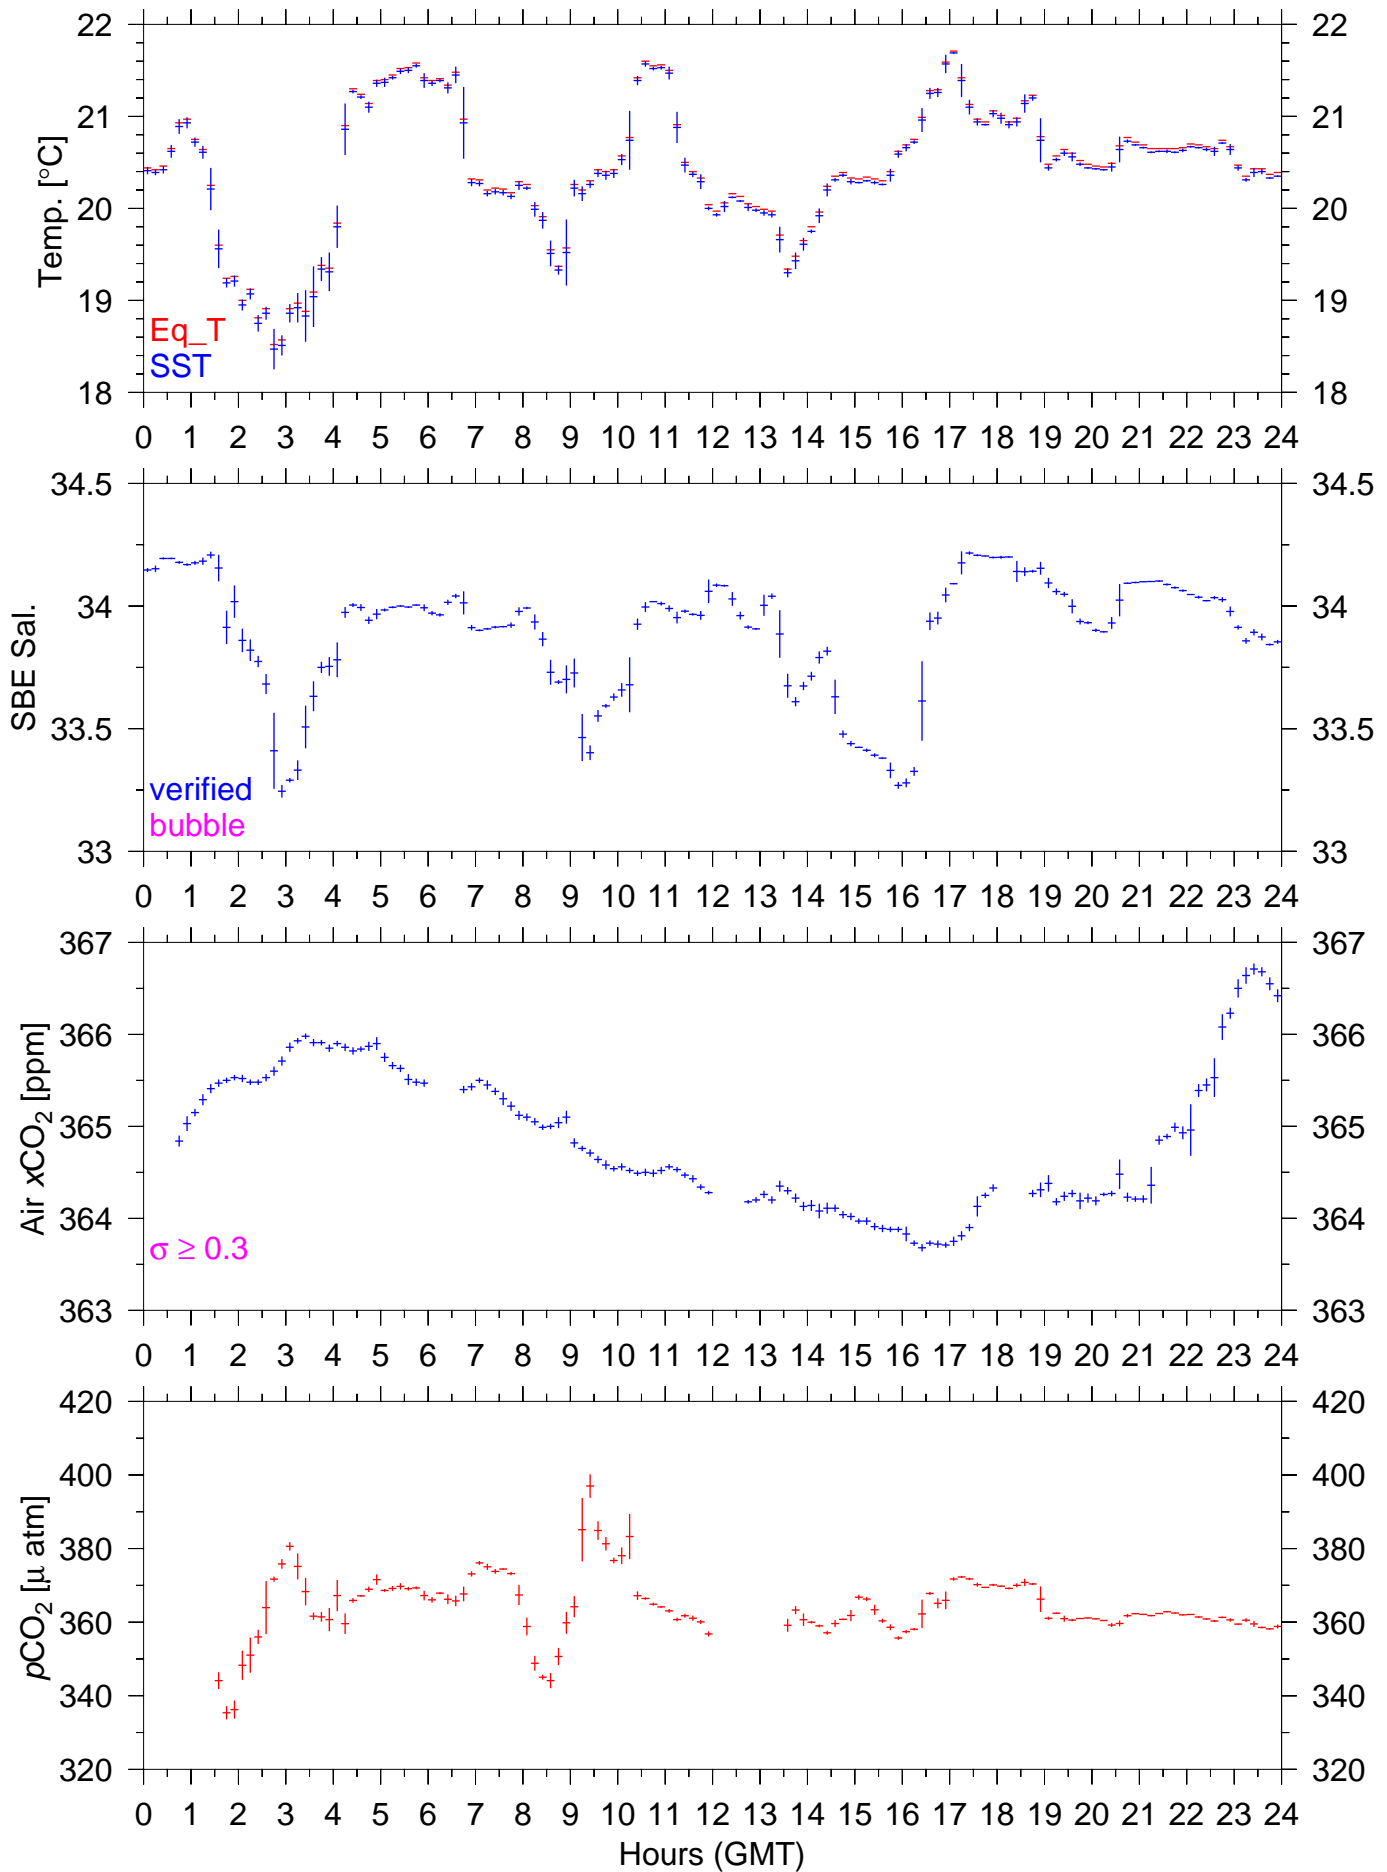 22 22
21 21
20 20
19 19
18 18
Temp. [°C]
Eq_T
SST
0 1 2 3 4 5 6 7 8 9 10 11 12 13 14 15 16 17 18 19 20 21 22 23 24
34.5 34.5
34 34
33.5 33.5
33 33
SBE Sal.
verified
bubble
0 1 2 3 4 5 6 7 8 9 10 11 12 13 14 15 16 17 18 19 20 21 22 23 24
367 367
366 366
365 365
364 364
363 363
Air xCO₂ [ppm]
σ ≥ 0.3
0 1 2 3 4 5 6 7 8 9 10 11 12 13 14 15 16 17 18 19 20 21 22 23 24
420 420
400 400
380 380
360 360
340 340
320 320
pCO₂ [μ atm]
0 1 2 3 4 5 6 7 8 9 10 11 12 13 14 15 16 17 18 19 20 21 22 23 24
Hours (GMT)